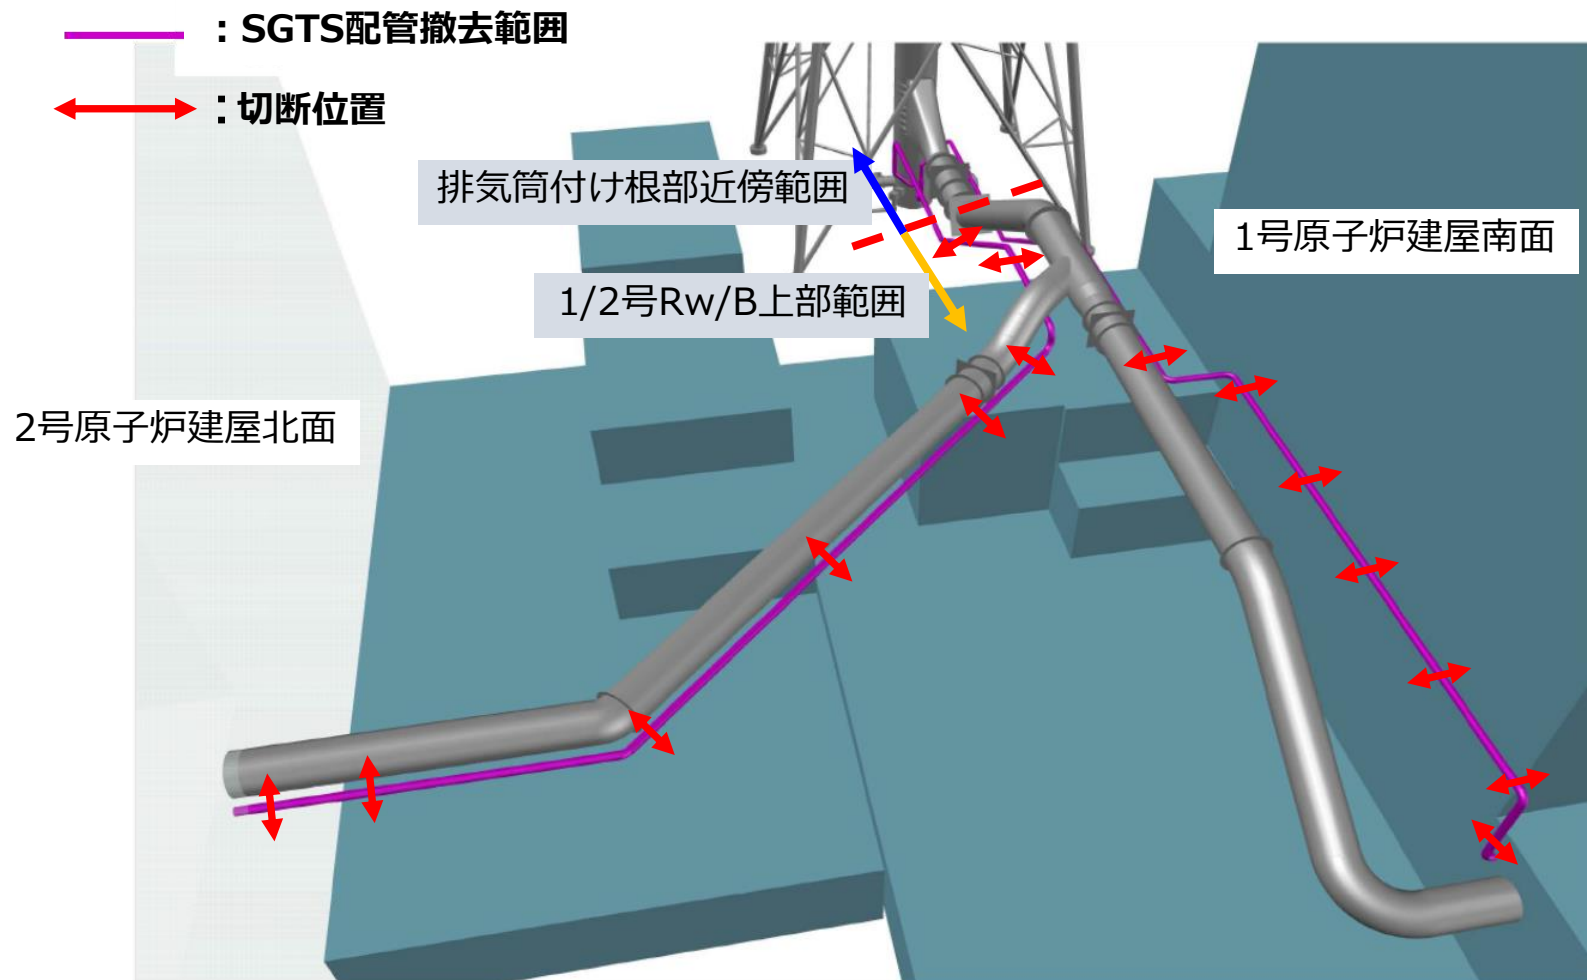 ：SGTS配管撤去範囲
：切断位置
排気筒付け根部近傍範囲
1号原子炉建屋南面
1/2号Rw/B上部範囲
2号原子炉建屋北面